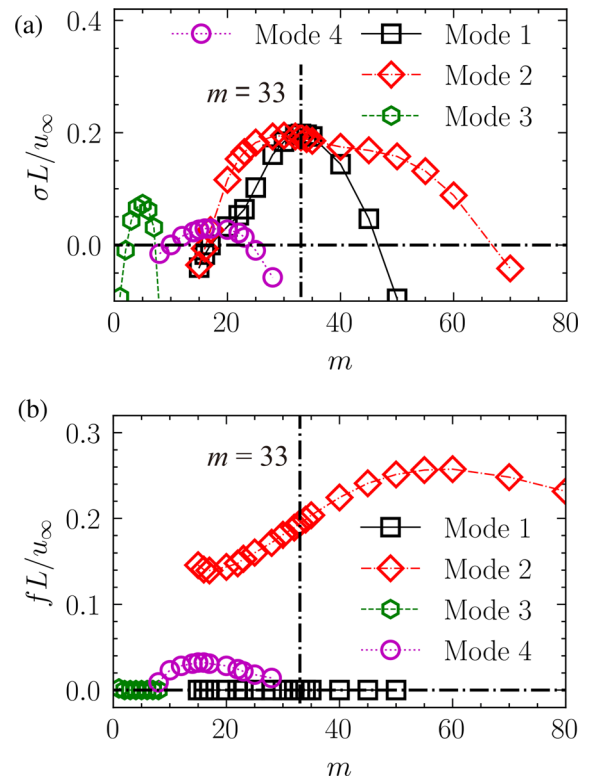 (a)
0.4
Mode 4
Mode 1
Mode 2
m = 33
Mode 3
0.2
0.0
σL/u∞
0 20 40 60 80
m
(b)
0.3
m = 33
0.2
Mode 1
Mode 2
0.1
Mode 3
Mode 4
0.0
fL/u∞
0 20 40 60 80
m